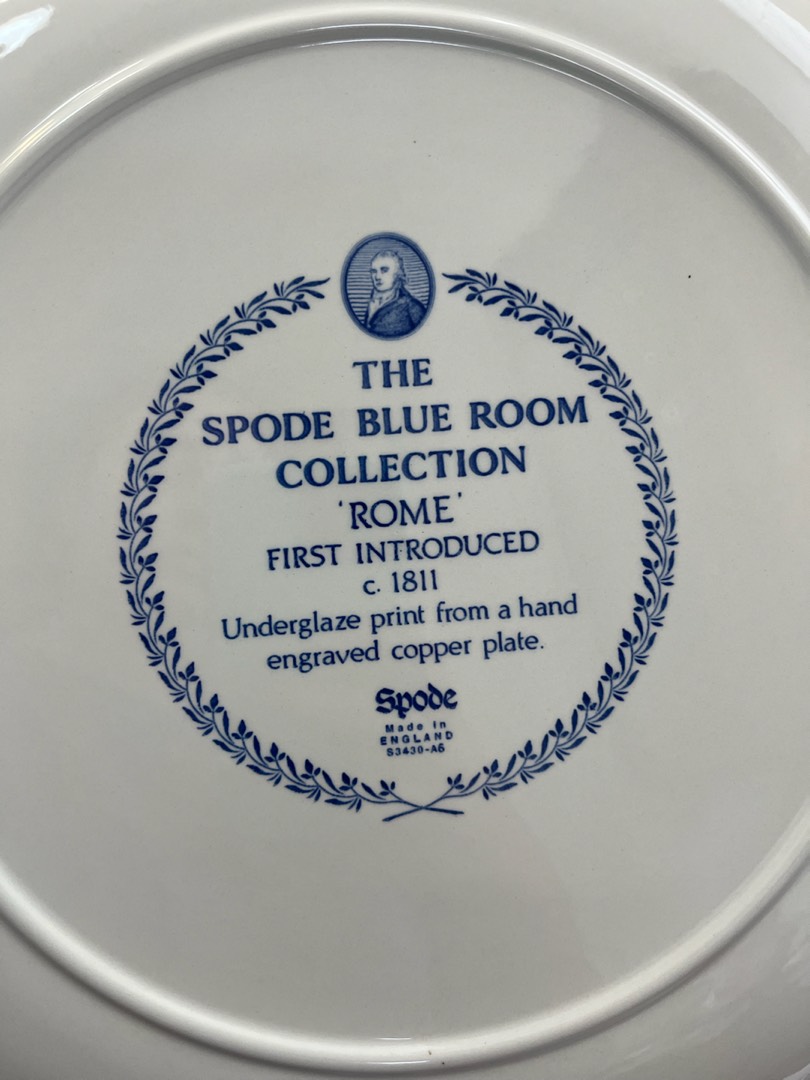 THE
SPODE BLUE ROOM
COLLECTION
'ROME'
FIRST INTRODUCED
c. 1811
Underglaze print from a hand
engraved copper plate.
Spode
Made in
ENGLAND
S3430-A6